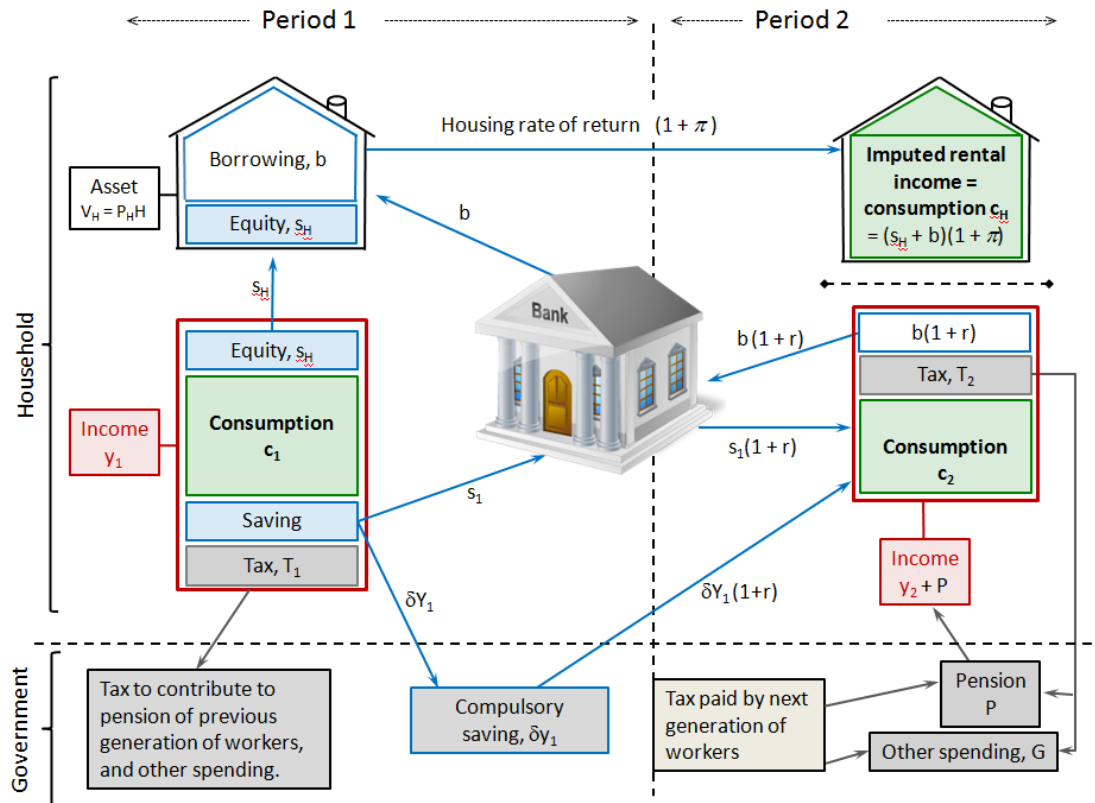 Period 1
Period 2
Household
Housing rate of return (1 + π)
Borrowing, b
Asset
V_H = P_HH
Equity, s_H
b
Imputed rental
income =
consumption c_H
= (s_H + b)(1 + π)
s_H
Bank
Equity, s_H
Consumption
c_1
Income
y_1
Saving
Tax, T_1
s_1
b(1 + r)
b(1 + r)
Tax, T_2
s_1(1 + r)
Consumption
c_2
Income
y_2 + P
δY_1
δY_1(1+r)
Government
Tax to contribute to
pension of previous
generation of workers,
and other spending.
Compulsory
saving, δy_1
Tax paid by next
generation of
workers
Pension
P
Other spending, G